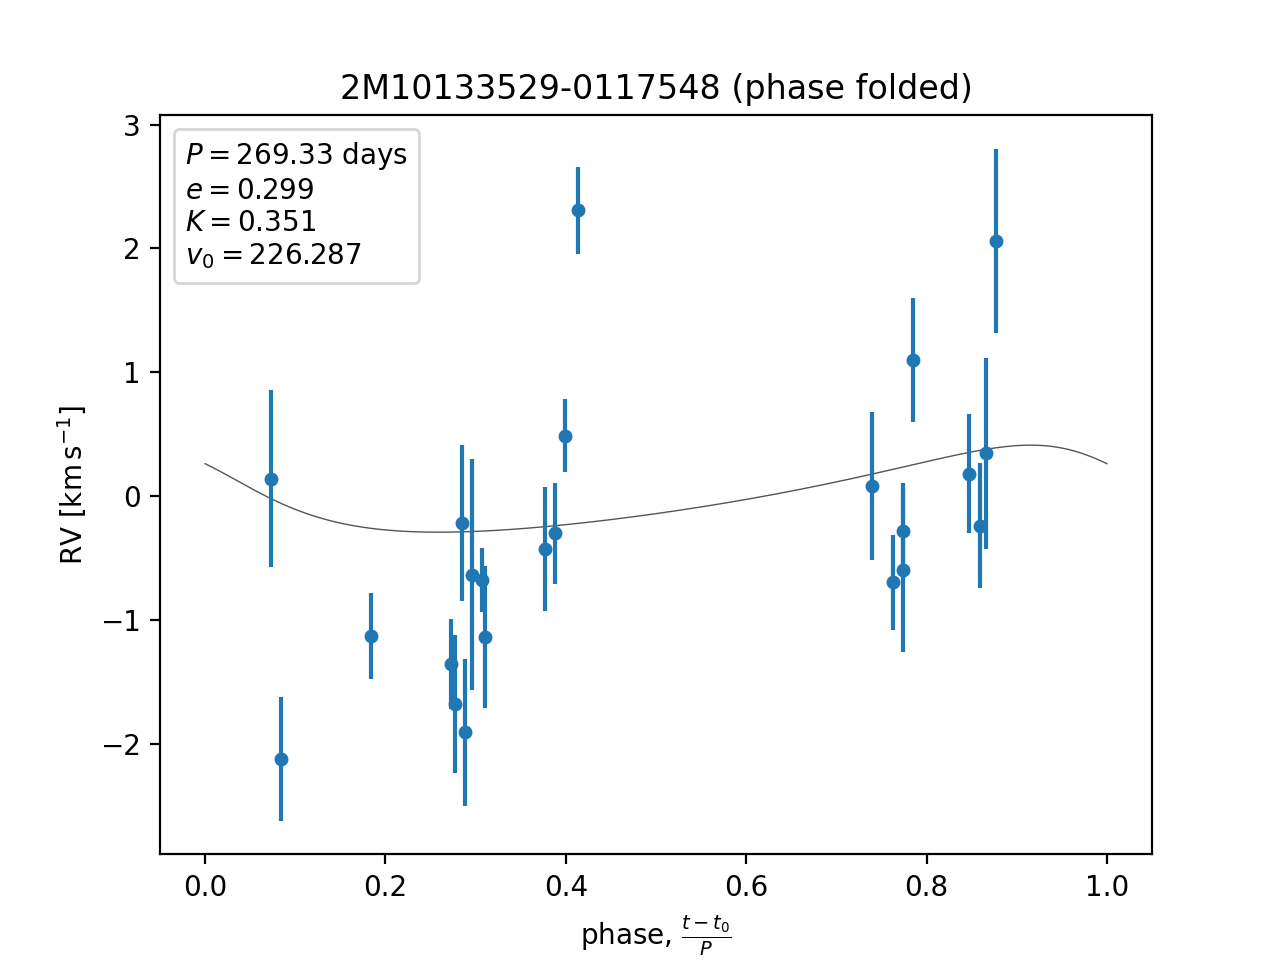 2M10133529-0117548 (phase folded)
P = 269.33 days
e = 0.299
K = 0.351
v₀ = 226.287
3
2
1
0
−1
−2
RV [km s⁻¹]
0.0 0.2 0.4 0.6 0.8 1.0
phase, (t − t₀)/P